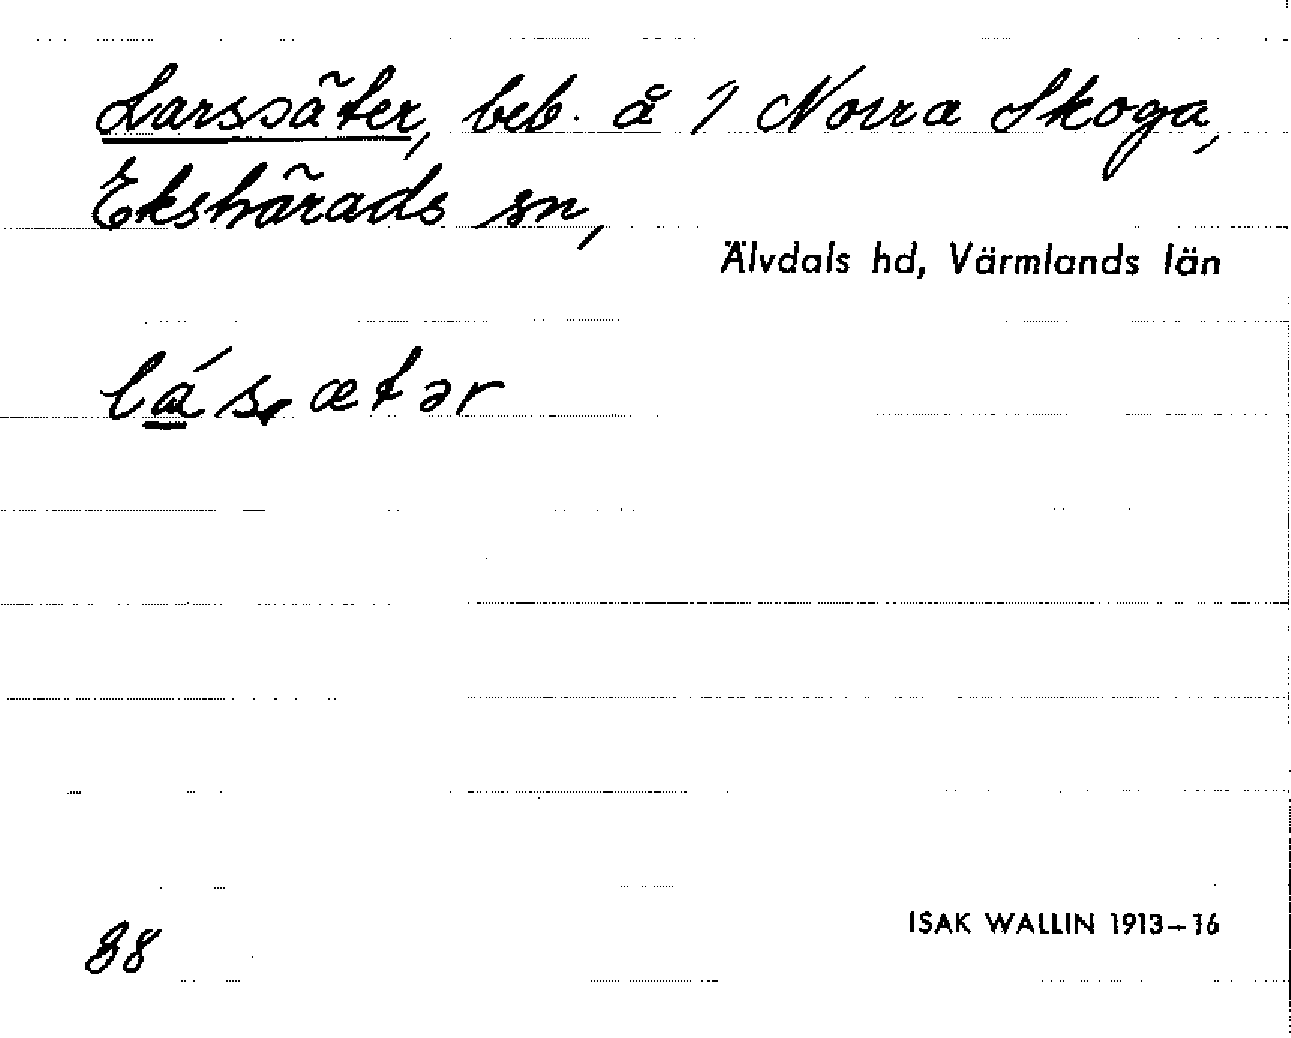 Larssäter, beb. å 1 Norra Skoga,
Ekshärads sn,
Älvdals hd, Värmlands län
lásætər
ISAK WALLIN 1913–16
88